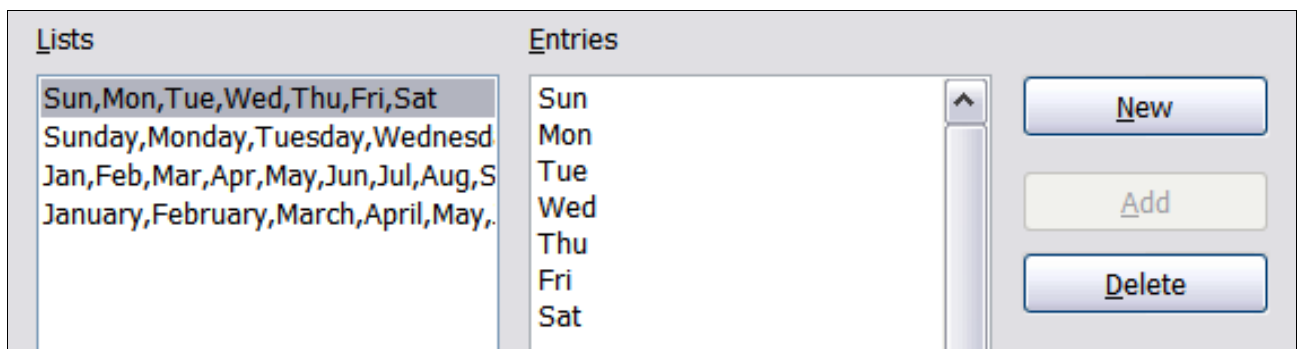 Lists
Sun,Mon,Tue,Wed,Thu,Fri,Sat
Sunday,Monday,Tuesday,Wednesd
Jan,Feb,Mar,Apr,May,Jun,Jul,Aug,S
January,February,March,April,May,.
Entries
Sun
Mon
Tue
Wed
Thu
Fri
Sat
New
Add
Delete